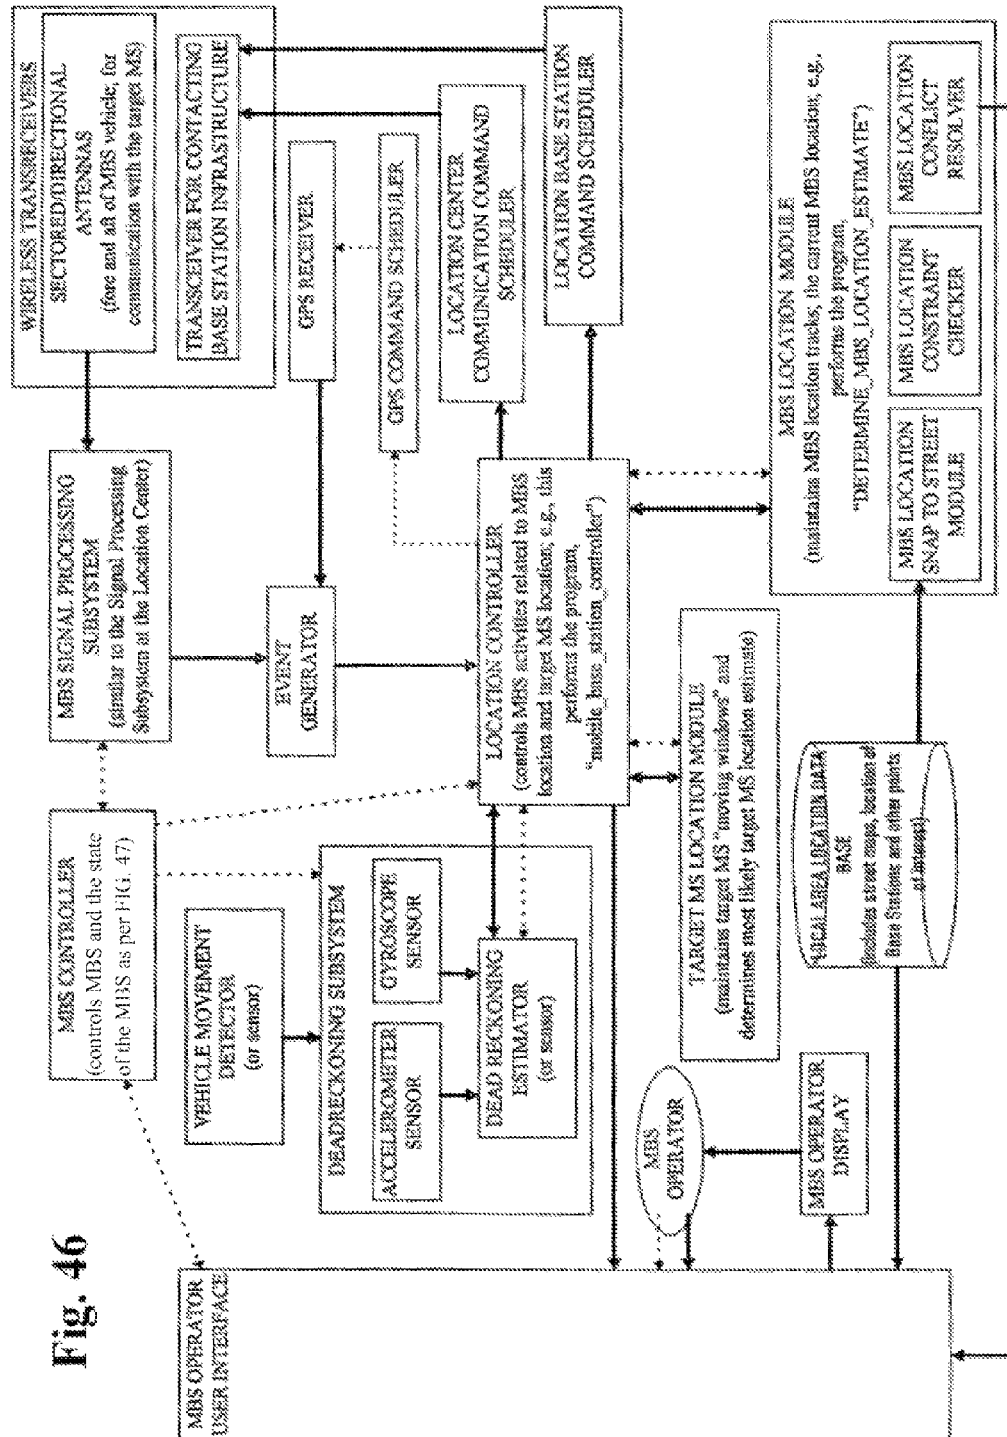 Fig. 46
MBS OPERATOR
USER INTERFACE
MBS CONTROLLER
(controls MBS and the state
of the MBS as per FIG. 47)
MBS SIGNAL PROCESSING
SUBSYSTEM
(similar to the Signal Processing
Subsystem at the Location Center)
WIRELESS TRANSRECEIVERS
SECTORED/DIRECTIONAL
ANTENNAS
(fore and aft of MBS vehicle, for
communication with the target MS)
TRANSCEIVER FOR CONTACTING
BASE STATION INFRASTRUCTURE
VEHICLE MOVEMENT
DETECTOR
(or sensor)
EVENT
GENERATOR
GPS RECEIVER
DEADRECKONING SUBSYSTEM
ACCELEROMETER
SENSOR
GYROSCOPE
SENSOR
DEAD RECKONING
ESTIMATOR
(or sensor)
GPS COMMAND SCHEDULER
LOCATION CENTER
COMMUNICATION COMMAND
SCHEDULER
LOCATION CONTROLLER
(controls MBS activities related to MBS
location and target MS location; e.g., this
performs the program,
"mobile_base_station_controller")
LOCATION BASE STATION
COMMAND SCHEDULER
MBS
OPERATOR
TARGET MS LOCATION MODULE
(maintains target MS "moving windows" and
determines most likely target MS location estimate)
MBS OPERATOR
DISPLAY
LOCAL AREA LOCATION DATA
BASE
(includes street maps, location of
Base Stations and other points
of interest)
MBS LOCATION MODULE
(maintains MBS location tracks, the current MBS location; e.g.,
performs the program,
"DETERMINE_MBS_LOCATION_ESTIMATE")
MBS LOCATION
SNAP TO STREET
MODULE
MBS LOCATION
CONSTRAINT
CHECKER
MBS LOCATION
CONFLICT
RESOLVER